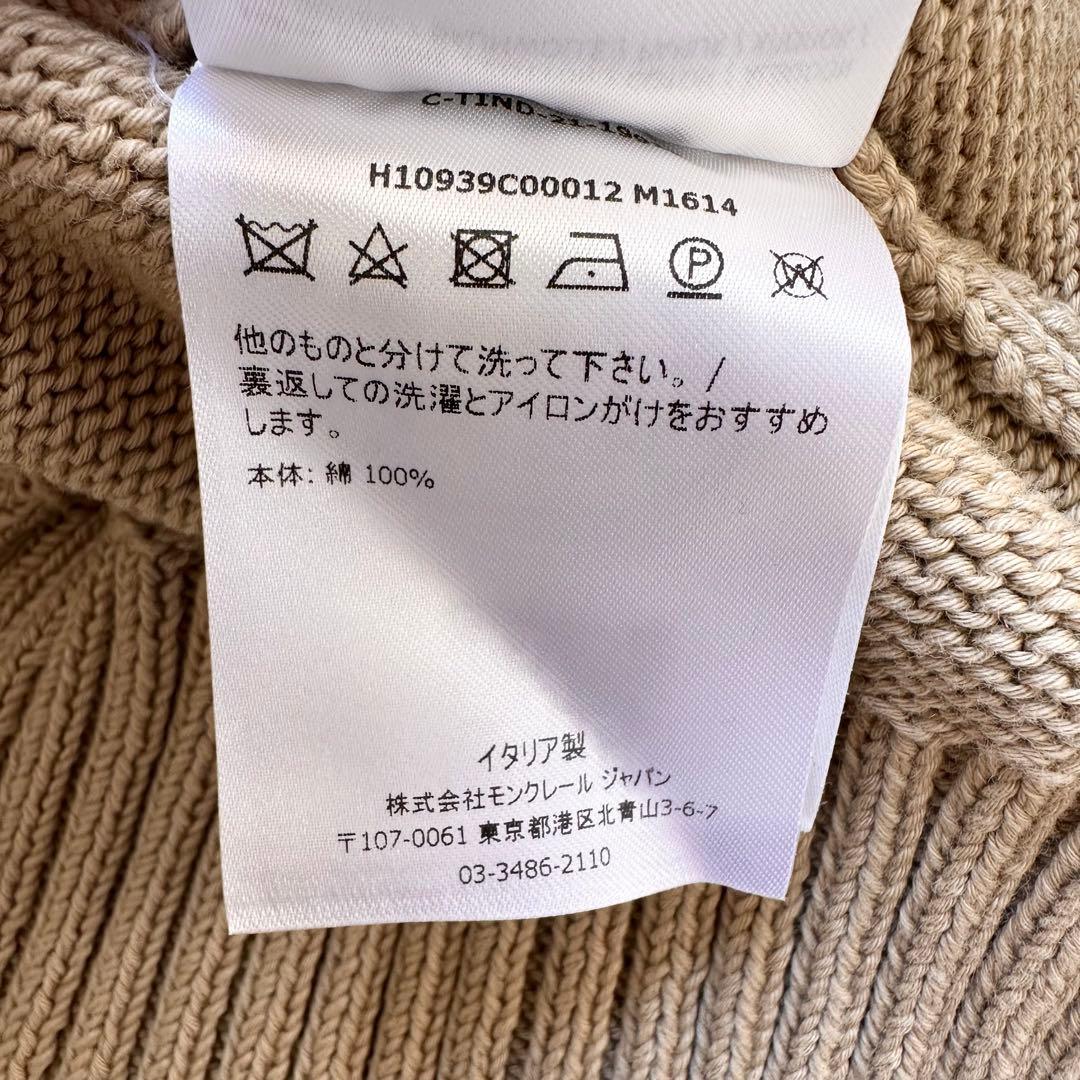 H10939C00012 M1614
他のものと分けて洗って下さい。/
裏返しての洗濯とアイロンがけをおすすめ
します。
本体: 綿 100%
イタリア製
株式会社モンクレール ジャパン
〒107-0061 東京都港区北青山3-6-7
03-3486-2110